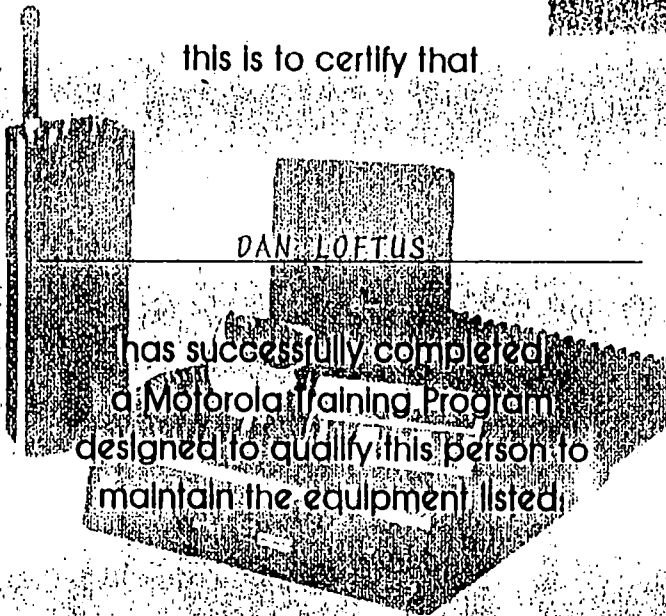 this is to certify that
DAN LOFTUS
has successfully completed
a Motorola Training Program
designed to qualify this person to
maintain the equipment listed